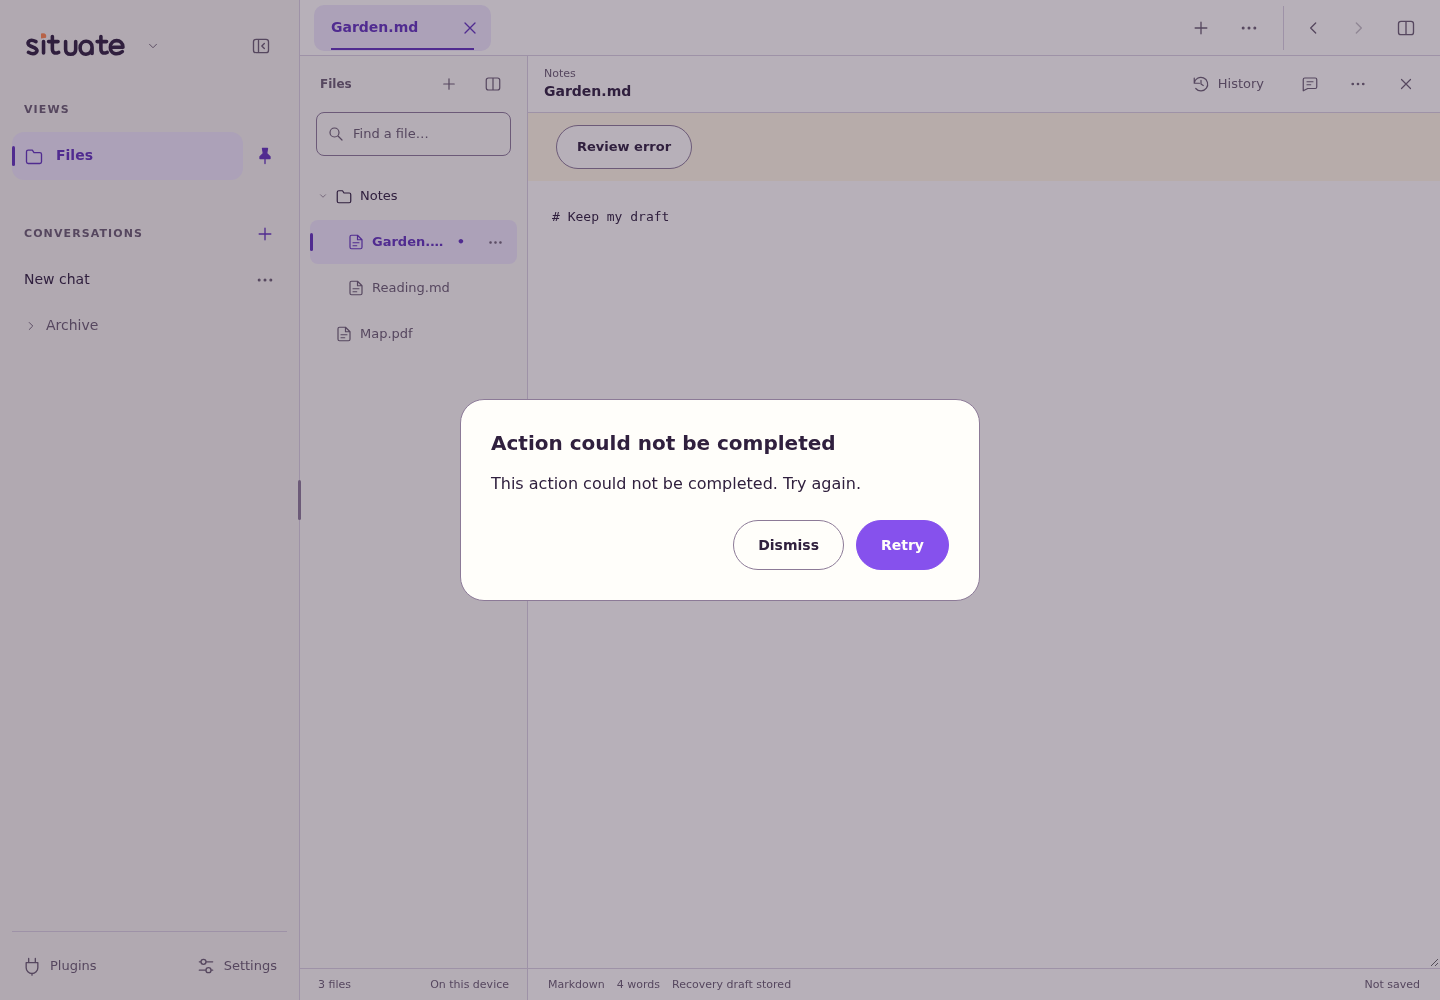 situate
VIEWS
Files
CONVERSATIONS
New chat
Archive
Plugins
Settings
Garden.md
Files
Find a file...
Notes
Garden.... •
Reading.md
Map.pdf
3 files
On this device
Notes
Garden.md
History
Review error
# Keep my draft
Action could not be completed
This action could not be completed. Try again.
Dismiss
Retry
Markdown
4 words
Recovery draft stored
Not saved